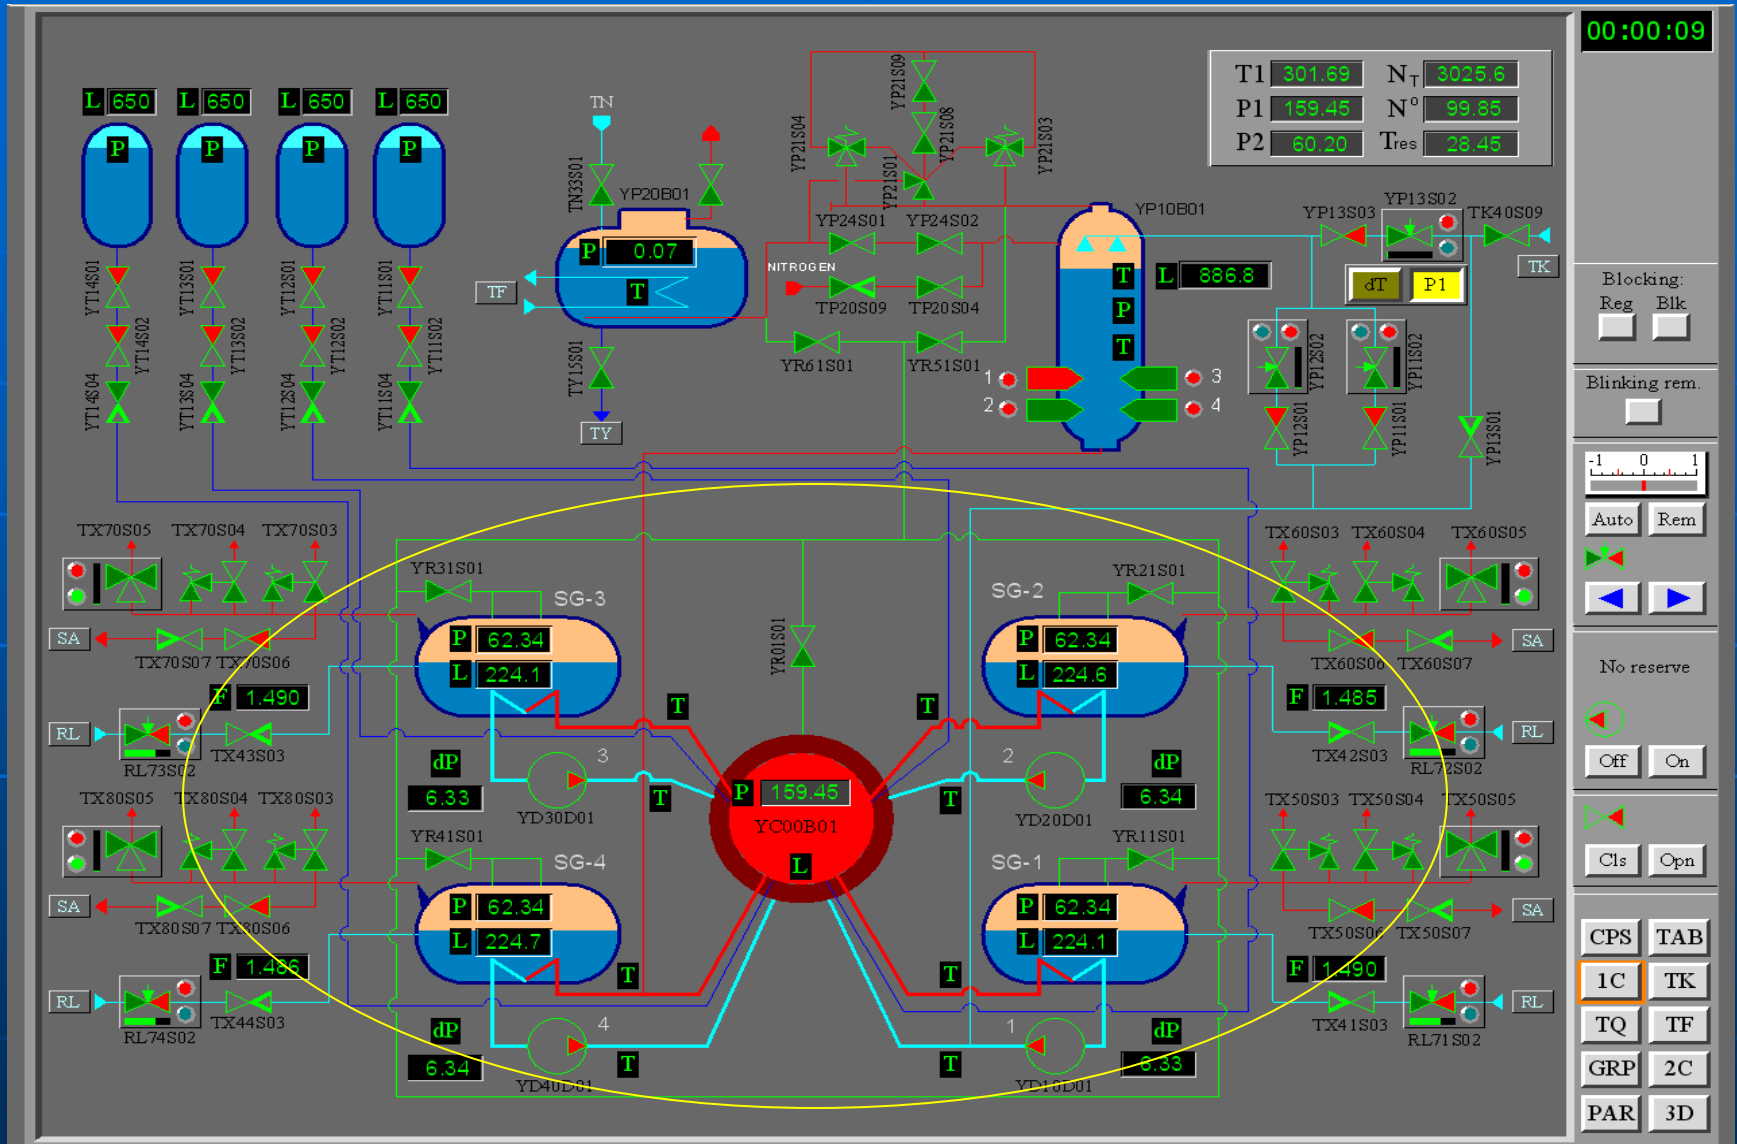 00:00:09
T1 301.69 NT 3025.6
P1 159.45 N° 99.85
P2 60.20 Tres 28.45
L 650 L 650 L 650 L 650
P P P P
YT14S01 YT13S01 YT12S01 YT11S01
YT14S02 YT13S02 YT12S02 YT11S02
YT14S04 YT13S04 YT12S04 YT11S04
TN
TN33S01
YP20B01
P 0.07
T
TF
TY15S01
TY
YP21S09
YP21S04 YP21S08 YP21S03
YP21S01
YP24S01 YP24S02
NITROGEN
TP20S09 TP20S04
YR61S01 YR51S01
YP10B01
T
P
T
L 886.8
1 3
2 4
YP13S03 YP13S02 TK40S09
TK
dT P1
YP12S02 YP11S02
YP12S01 YP11S01 YP13S01
TX70S05 TX70S04 TX70S03
YR31S01
SG-3
P 62.34
L 224.1
SA
TX70S07 TX70S06
F 1.490
RL
RL73S02
TX43S03
dP
6.33
3
YD30D01
T
T
YR01S01
TX60S03 TX60S04 TX60S05
YR21S01
SG-2
P 62.34
L 224.6
SA
TX60S06 TX60S07
F 1.485
RL
TX42S03
RL72S02
dP
6.34
2
YD20D01
T
T
P 159.45
YC00B01
L
TX80S05 TX80S04 TX80S03
YR41S01
SG-4
P 62.34
L 224.7
SA
TX80S07 TX80S06
F 1.486
RL
RL74S02
TX44S03
dP
6.34
4
YD40D01
T
T
TX50S03 TX50S04 TX50S05
YR11S01
SG-1
P 62.34
L 224.1
SA
TX50S06 TX50S07
F 1.490
RL
TX41S03
RL71S02
dP
6.33
1
YD10D01
T
T
Blocking:
Reg Blk
Blinking rem.
-1 0 1
Auto Rem
No reserve
Off On
Cls Opn
CPS TAB
1C TK
TQ TF
GRP 2C
PAR 3D